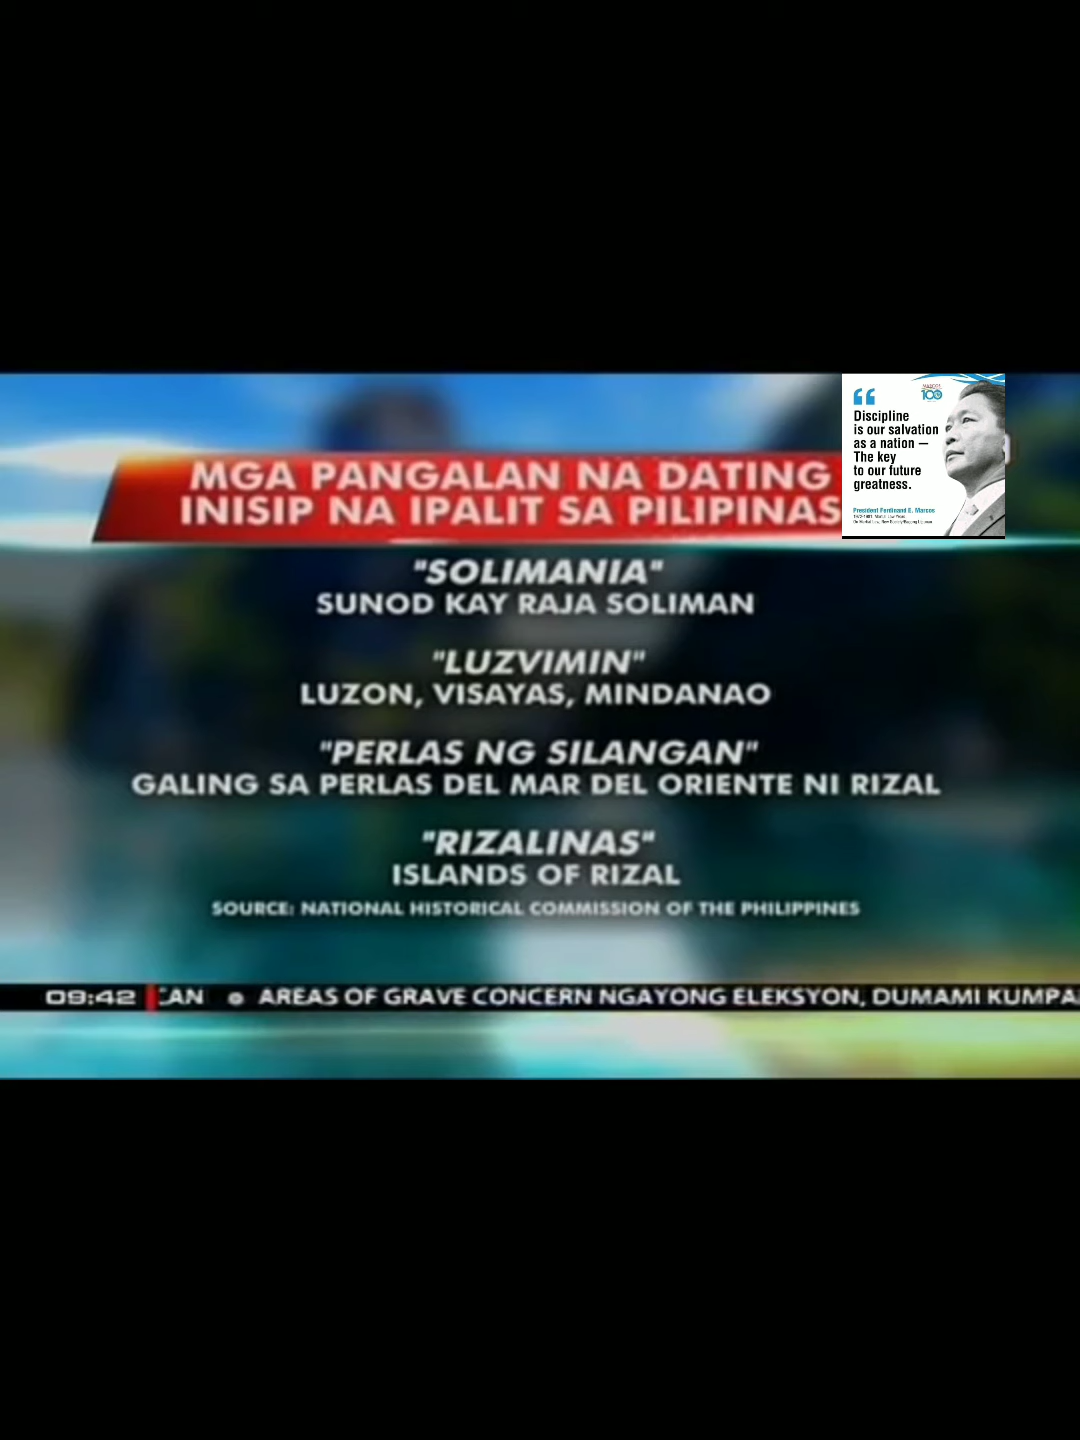 MGA PANGALAN NA DATING
INISIP NA IPALIT SA PILIPINAS
MARCOS
100
Discipline
is our salvation
as a nation —
The key
to our future
greatness.
President Ferdinand E. Marcos
"SOLIMANIA"
SUNOD KAY RAJA SOLIMAN
"LUZVIMIN"
LUZON, VISAYAS, MINDANAO
"PERLAS NG SILANGAN"
GALING SA PERLAS DEL MAR DEL ORIENTE NI RIZAL
"RIZALINAS"
ISLANDS OF RIZAL
SOURCE: NATIONAL HISTORICAL COMMISSION OF THE PHILIPPINES
09:42 CAN • AREAS OF GRAVE CONCERN NGAYONG ELEKSYON, DUMAMI KUMPA